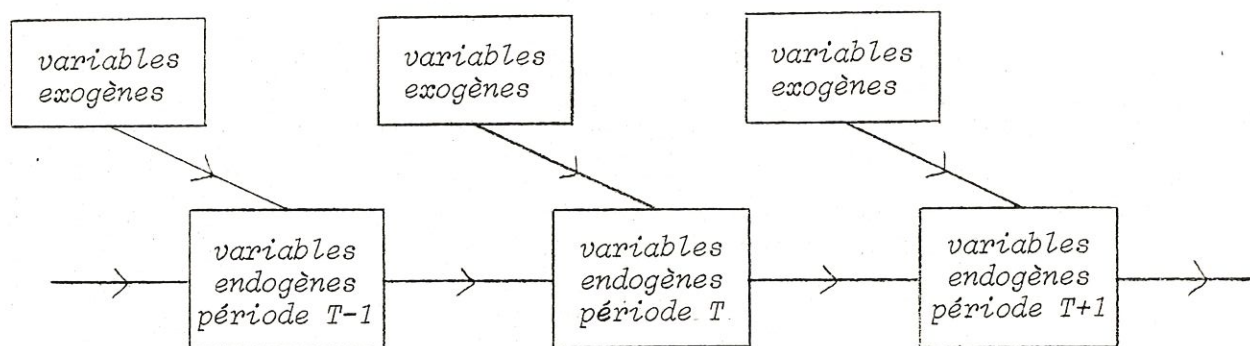 variables
exogènes
variables
exogènes
variables
exogènes
variables
endogènes
période T-1
variables
endogènes
période T
variables
endogènes
période T+1